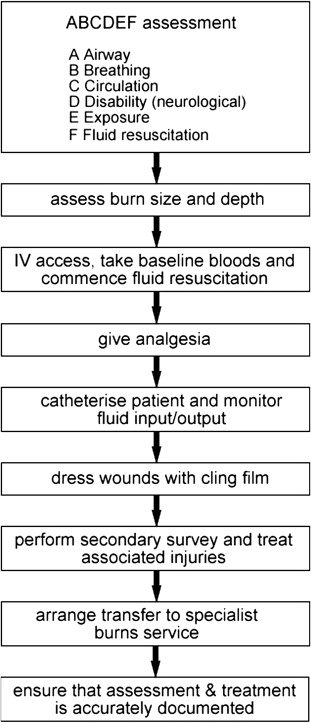 ABCDEF assessment
A Airway
B Breathing
C Circulation
D Disability (neurological)
E Exposure
F Fluid resuscitation
assess burn size and depth
IV access, take baseline bloods and
commence fluid resuscitation
give analgesia
catheterise patient and monitor
fluid input/output
dress wounds with cling film
perform secondary survey and treat
associated injuries
arrange transfer to specialist
burns service
ensure that assessment & treatment
is accurately documented